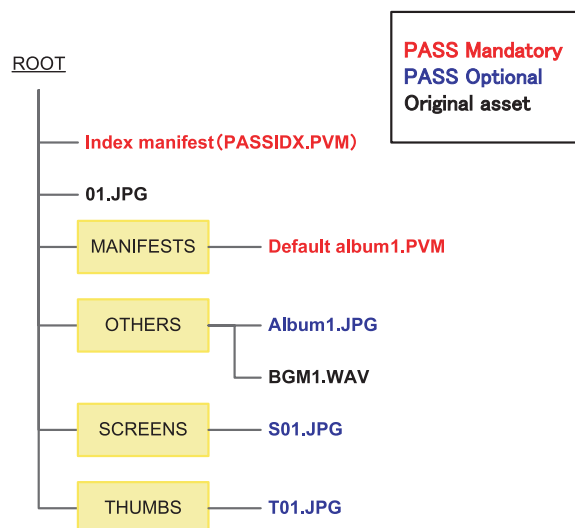 PASS Mandatory
PASS Optional
Original asset
ROOT
Index manifest(PASSIDX.PVM)
01.JPG
MANIFESTS Default album1.PVM
OTHERS Album1.JPG
BGM1.WAV
SCREENS S01.JPG
THUMBS T01.JPG